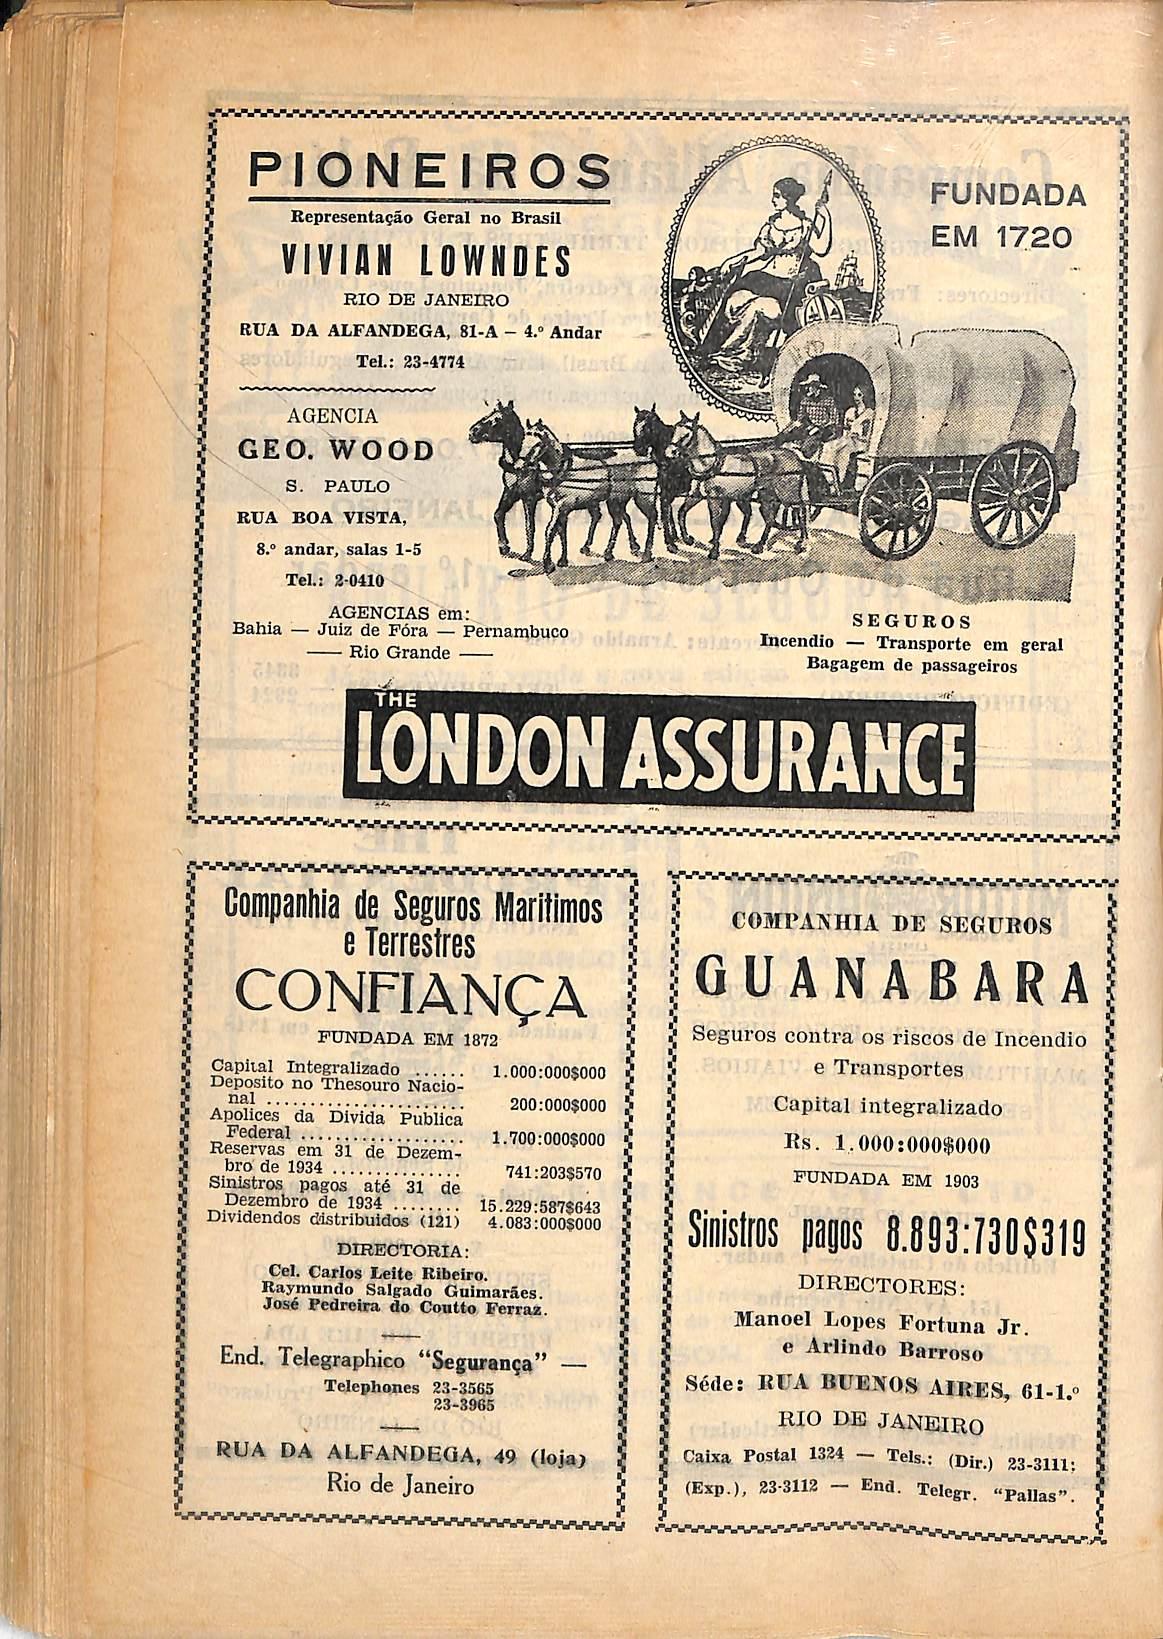 PIONEIROS
Representação Geral no Brasil
VIVIAN LOWNDES
RIO DE JANEIRO
RUA DA ALFANDEGA, 81-A – 4.º Andar
Tel.: 23-4774
AGENCIA
GEO. WOOD
S. PAULO
RUA BOA VISTA,
8.º andar, salas 1-5
Tel.: 2-0410
AGENCIAS em:
Bahia — Juiz de Fóra — Pernambuco
—— Rio Grande ——
FUNDADA
EM 1720
SEGUROS
Incendio — Transporte em geral
Bagagem de passageiros
THE
LONDON ASSURANCE
Companhia de Seguros Maritimos
e Terrestres
CONFIANÇA
FUNDADA EM 1872
Capital Integralizado ...... 1.000:000$000
Deposito no Thesouro Nacio-
nal ...................... 200:000$000
Apolices da Divida Publica
Federal .................. 1.700:000$000
Reservas em 31 de Dezem-
bro de 1934 .............. 741:203$570
Sinistros pagos até 31 de
Dezembro de 1934 ........ 15.229:587$643
Dividendos distribuidos (121) 4.083:000$000
DIRECTORIA:
Cel. Carlos Leite Ribeiro.
Raymundo Salgado Guimarães.
José Pedreira do Coutto Ferraz.
End. Telegraphico “Segurança” —
Telephones 23-3565
23-3965
RUA DA ALFANDEGA, 49 (loja)
Rio de Janeiro
COMPANHIA DE SEGUROS
GUANABARA
Seguros contra os riscos de Incendio
e Transportes
Capital integralizado
Rs. 1.000:000$000
FUNDADA EM 1903
Sinistros pagos 8.893:730$319
DIRECTORES:
Manoel Lopes Fortuna Jr.
e Arlindo Barroso
Séde: RUA BUENOS AIRES, 61-1.º
RIO DE JANEIRO
Caixa Postal 1324 — Tels.: (Dir.) 23-3111;
(Exp.), 23-3112 — End. Telegr. “Pallas”.